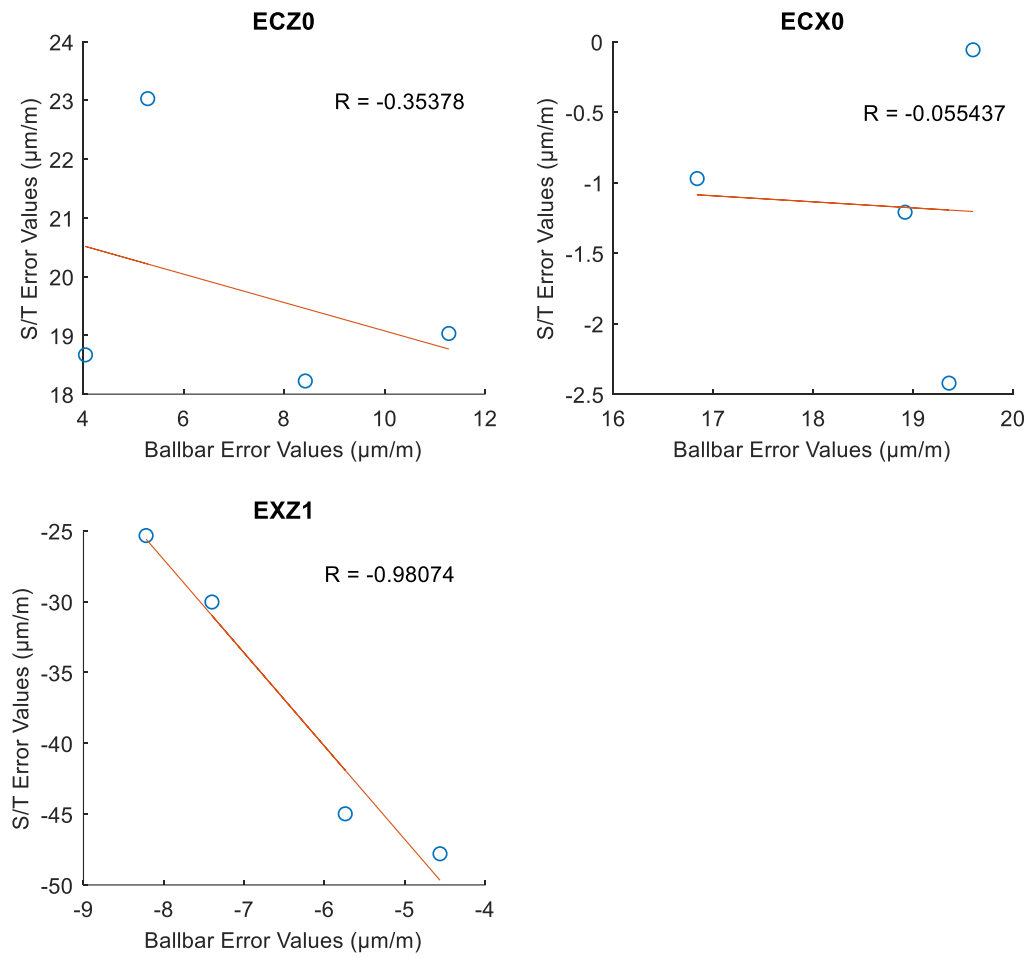 ECZ0
24
23
22
21
20
19
18
R = -0.35378
S/T Error Values (µm/m)
4
6
8
10
12
Ballbar Error Values (µm/m)
ECX0
0
-0.5
-1
-1.5
-2
-2.5
R = -0.055437
S/T Error Values (µm/m)
16
17
18
19
20
Ballbar Error Values (µm/m)
EXZ1
-25
-30
-35
-40
-45
-50
R = -0.98074
S/T Error Values (µm/m)
-9
-8
-7
-6
-5
-4
Ballbar Error Values (µm/m)